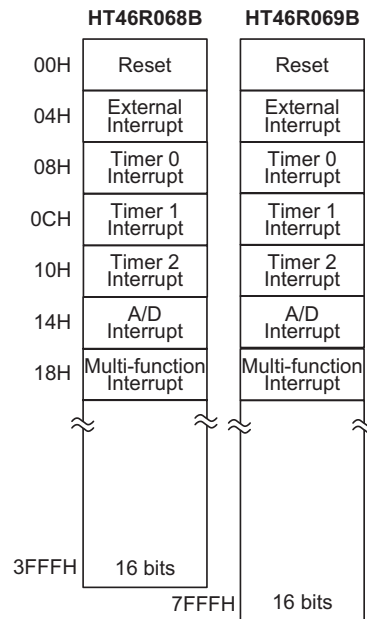 HT46R068B HT46R069B
00H Reset Reset
04H External Interrupt External Interrupt
08H Timer 0 Interrupt Timer 0 Interrupt
0CH Timer 1 Interrupt Timer 1 Interrupt
10H Timer 2 Interrupt Timer 2 Interrupt
14H A/D Interrupt A/D Interrupt
18H Multi-function Interrupt Multi-function Interrupt
3FFFH 16 bits
7FFFH 16 bits